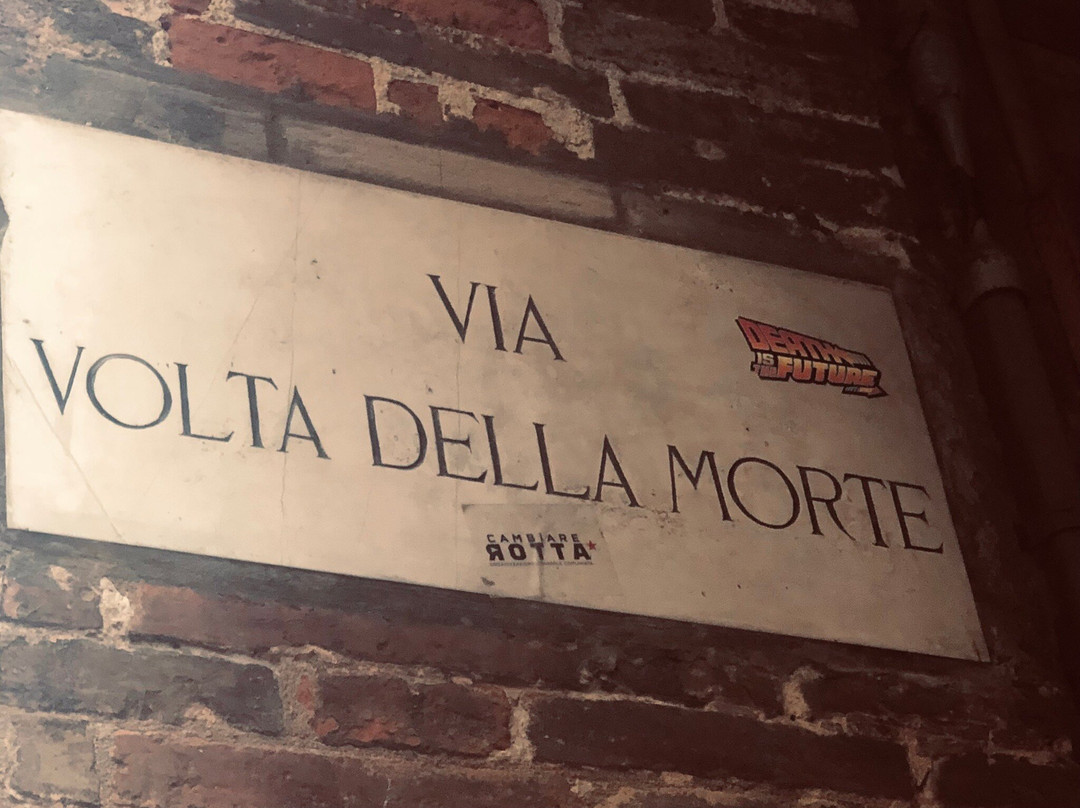 VIA
VOLTA DELLA MORTE
DEATH
IS THE FUTURE
CAMBIARE
ROTTA